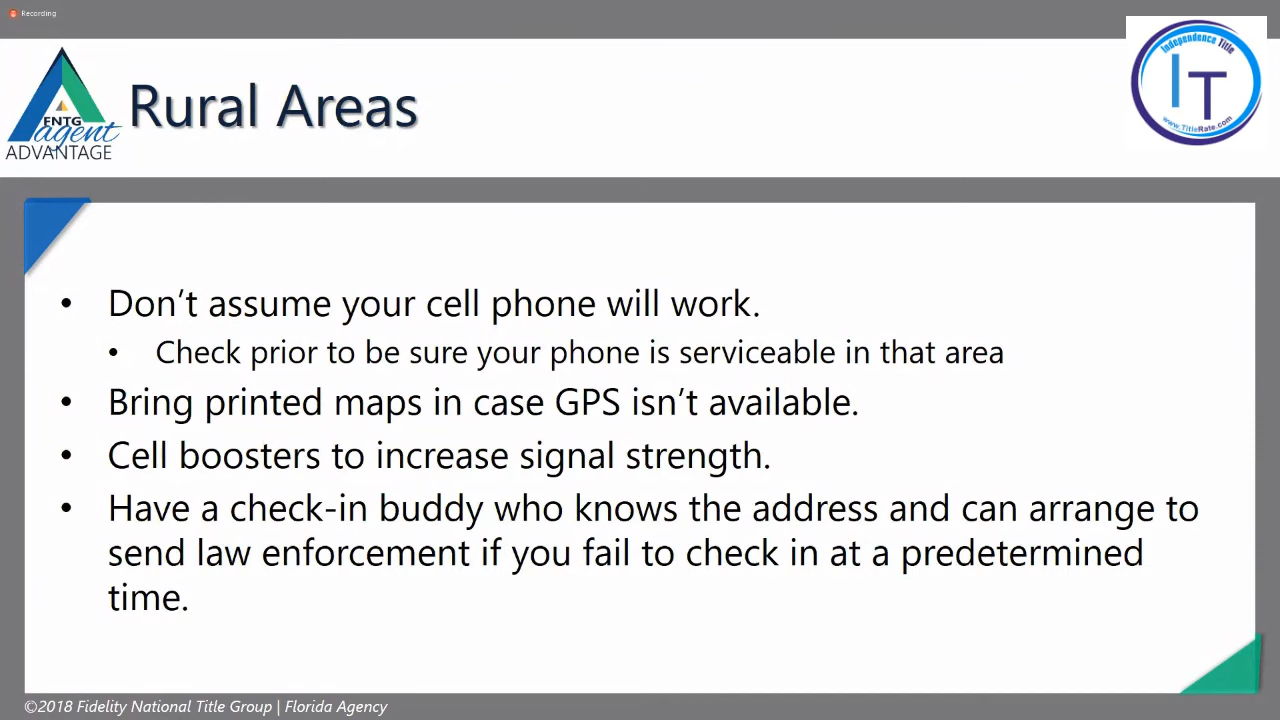 Recording
Rural Areas
FNTG
agent
ADVANTAGE
Independence Title
IT
www.TitleRate.com
• Don’t assume your cell phone will work.
• Check prior to be sure your phone is serviceable in that area
• Bring printed maps in case GPS isn’t available.
• Cell boosters to increase signal strength.
• Have a check-in buddy who knows the address and can arrange to
send law enforcement if you fail to check in at a predetermined
time.
©2018 Fidelity National Title Group | Florida Agency